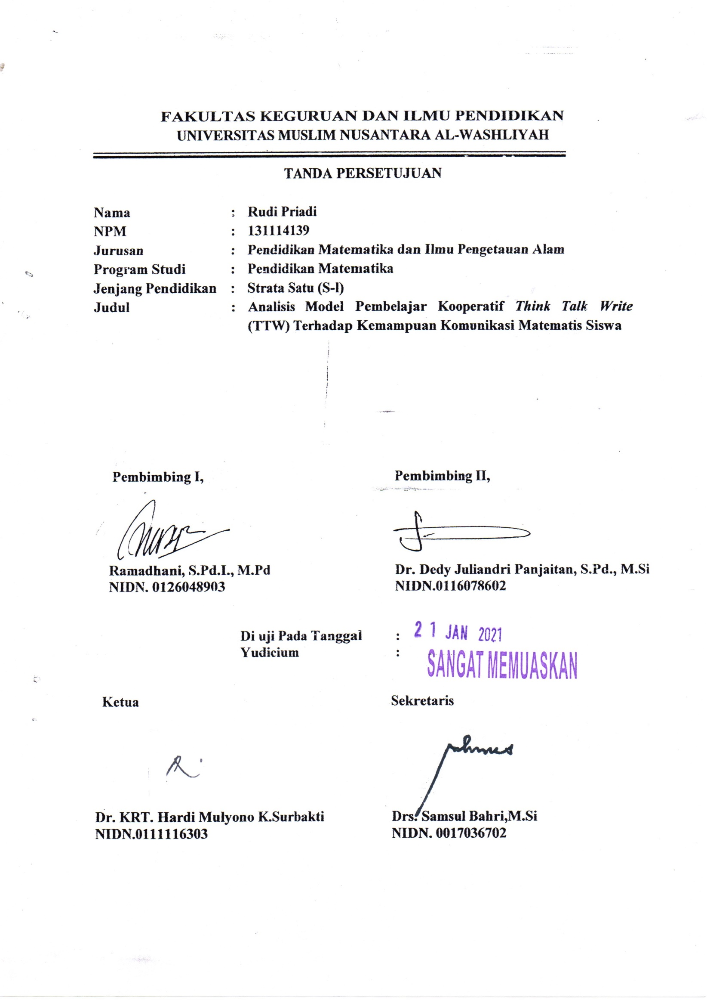 FAKULTAS KEGURUAN DAN ILMU PENDIDIKAN
UNIVERSITAS MUSLIM NUSANTARA AL-WASHLIYAH
TANDA PERSETUJUAN
Nama : Rudi Priadi
NPM : 131114139
Jurusan : Pendidikan Matematika dan Ilmu Pengetauan Alam
Program Studi : Pendidikan Matematika
Jenjang Pendidikan : Strata Satu (S-1)
Judul : Analisis Model Pembelajar Kooperatif Think Talk Write
(TTW) Terhadap Kemampuan Komunikasi Matematis Siswa
Pembimbing I,
Pembimbing II,
Ramadhani, S.Pd.I., M.Pd
NIDN. 0126048903
Dr. Dedy Juliandri Panjaitan, S.Pd., M.Si
NIDN.0116078602
Di uji Pada Tanggal : 21 JAN 2021
Yudicium : SANGAT MEMUASKAN
Ketua
Sekretaris
Dr. KRT. Hardi Mulyono K.Surbakti
NIDN.0111116303
Drs. Samsul Bahri,M.Si
NIDN. 0017036702